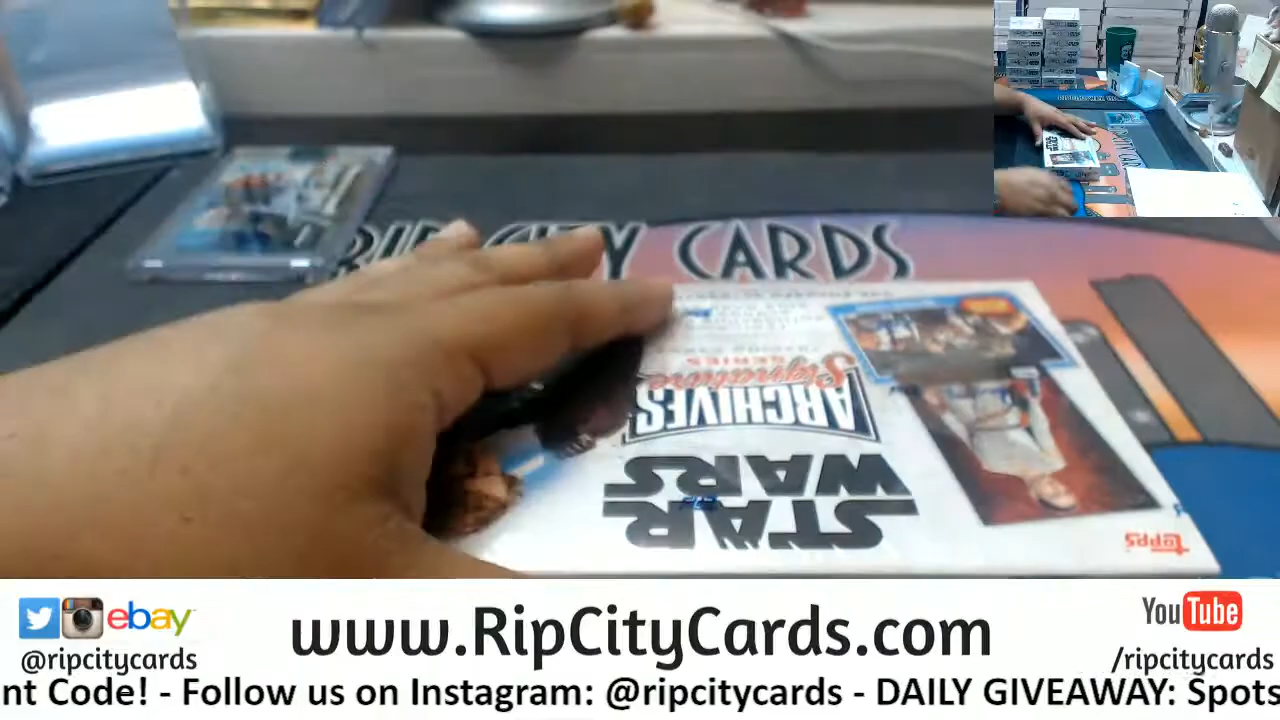 RIP CITY CARDS
SERIES
Signature
ARCHIVES
STAR
WARS
topps
ebay
@ripcitycards
www.RipCityCards.com
YouTube
/ripcitycards
nt Code! - Follow us on Instagram: @ripcitycards - DAILY GIVEAWAY: Spots